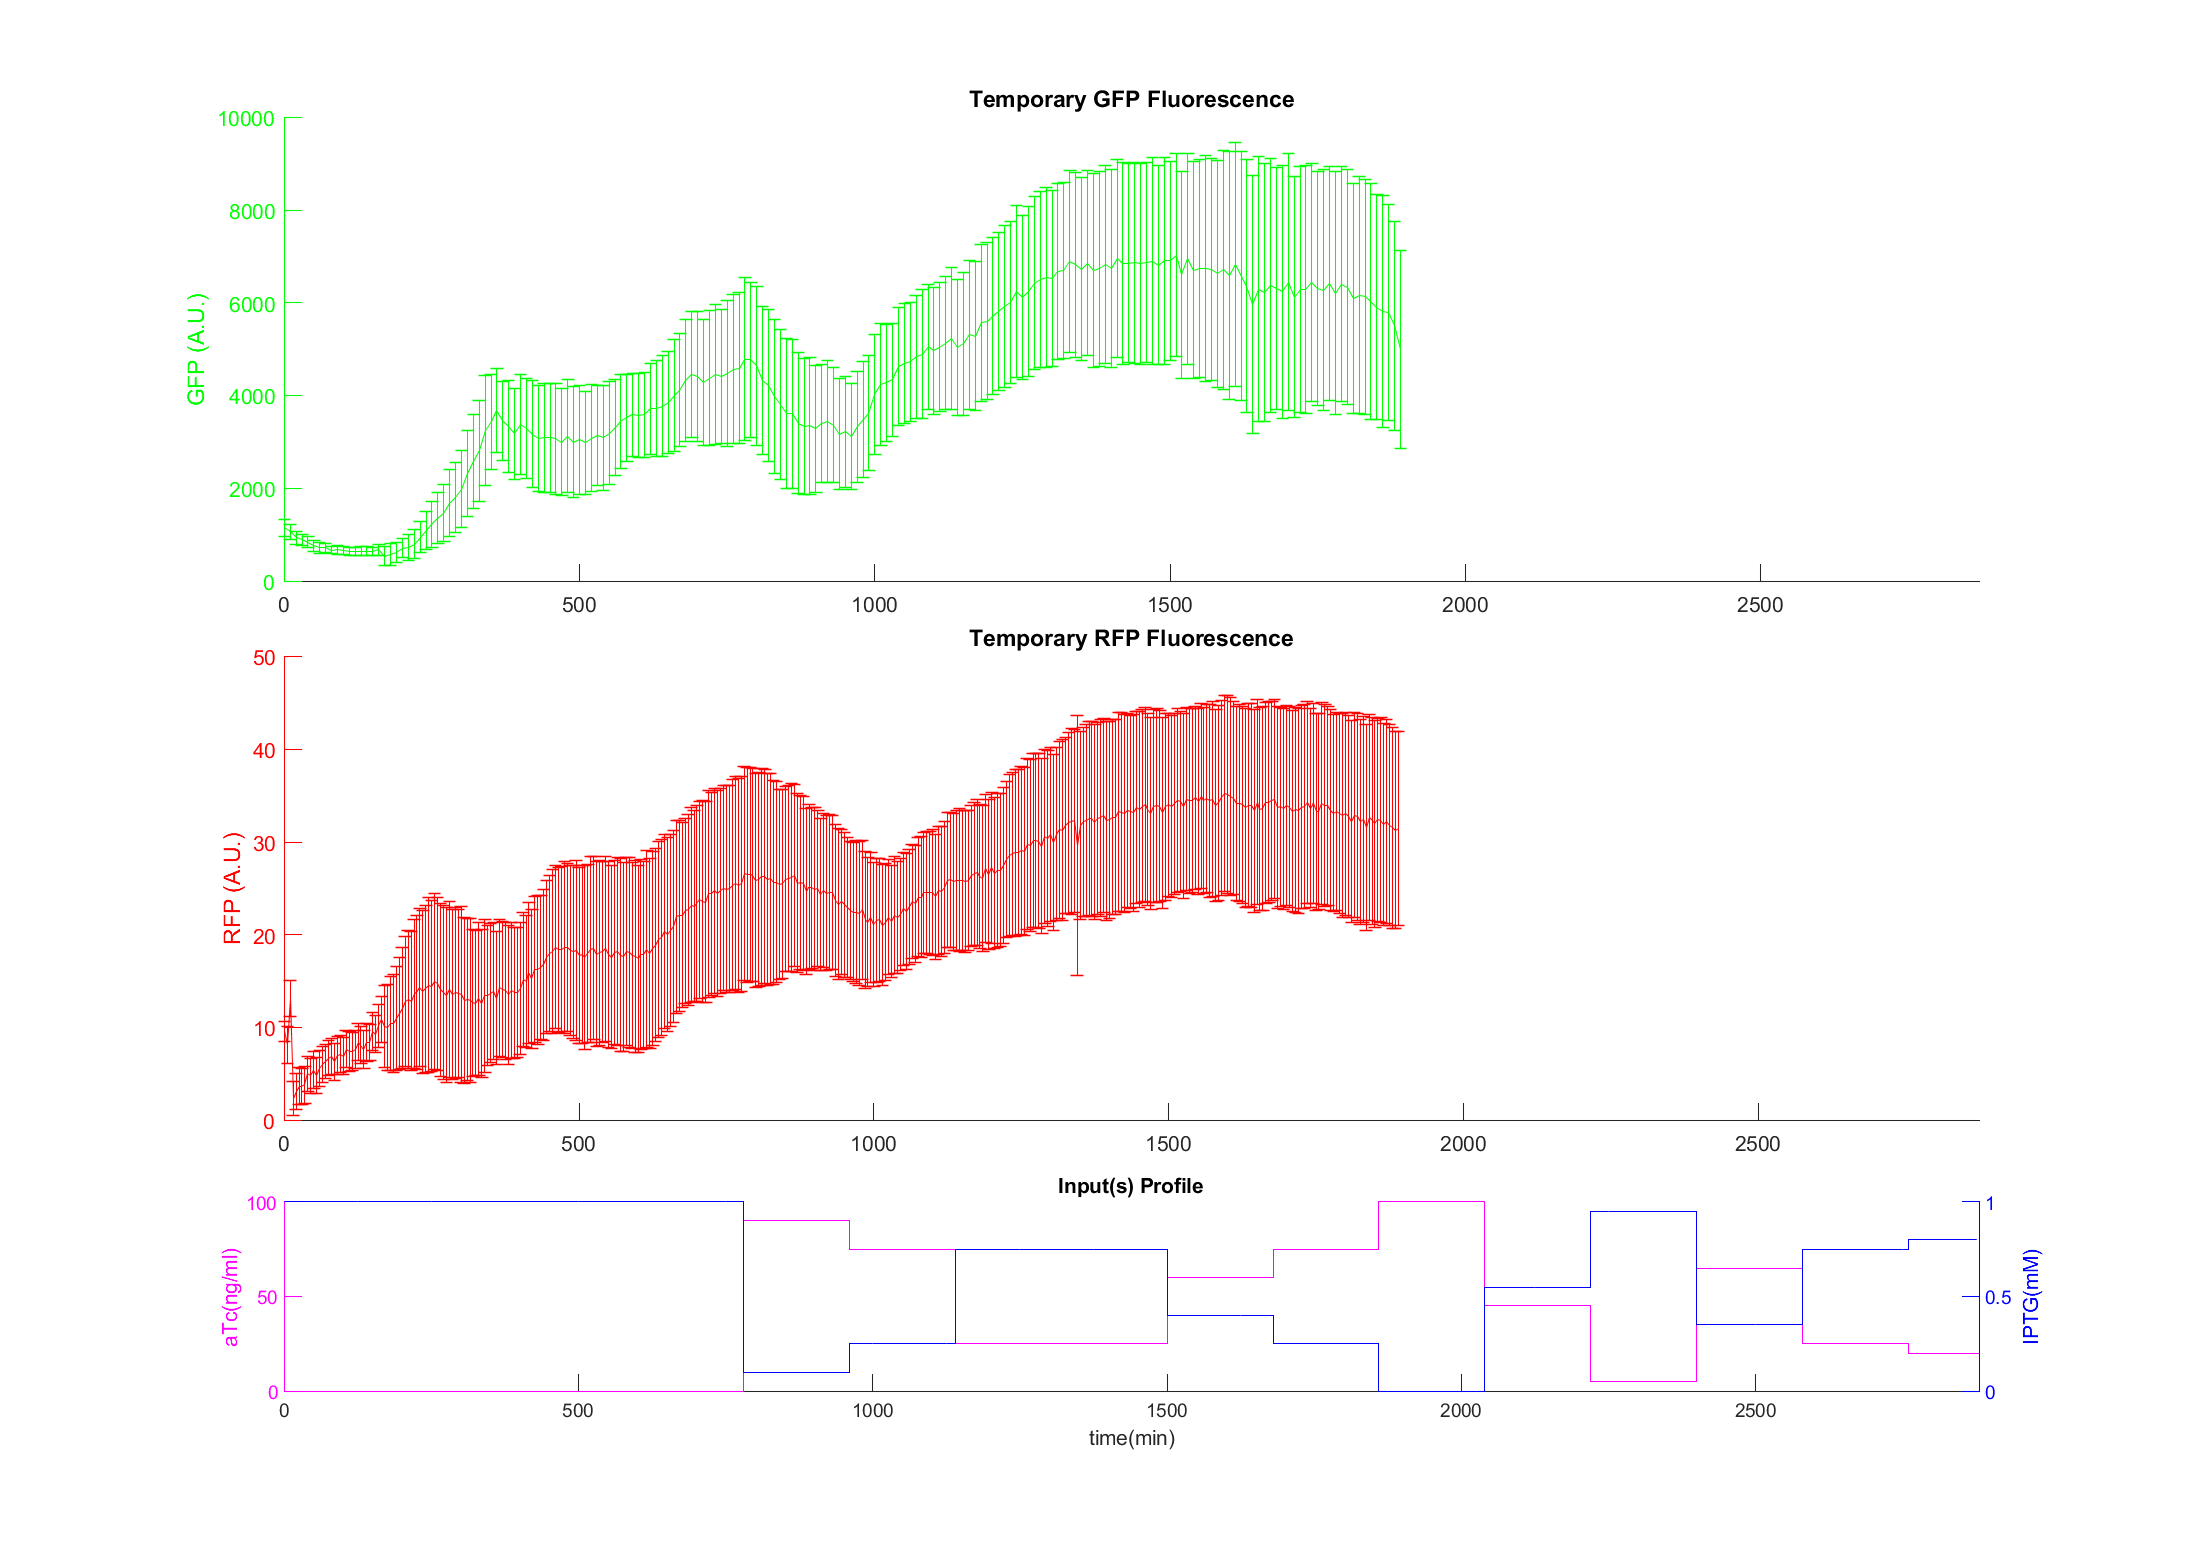 Temporary GFP Fluorescence
GFP (A.U.)
10000
8000
6000
4000
2000
0
0 500 1000 1500 2000 2500
Temporary RFP Fluorescence
RFP (A.U.)
50
40
30
20
10
0
0 500 1000 1500 2000 2500
Input(s) Profile
aTc(ng/ml)
100
50
0
1
0.5
0
IPTG(mM)
0 500 1000 1500 2000 2500
time(min)